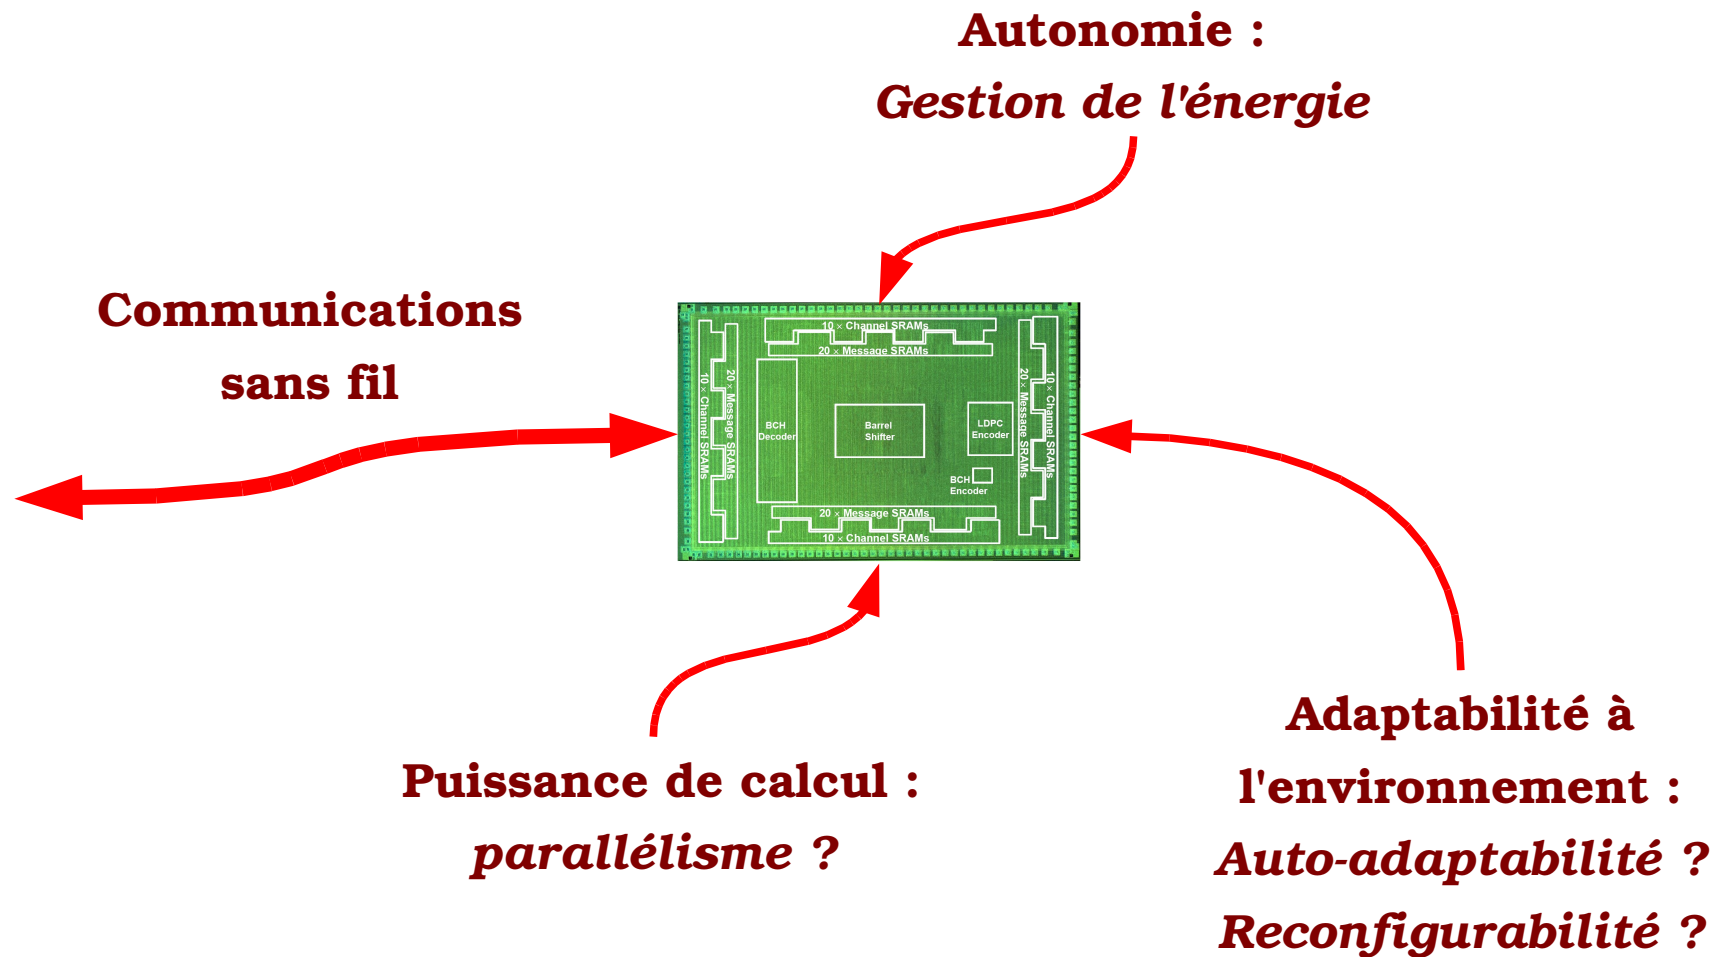 Autonomie :
Gestion de l'énergie
Communications
sans fil
10 × Channel SRAMs
20 × Message SRAMs
10 × Channel SRAMs
20 × Message SRAMs
BCH
Decoder
Barrel
Shifter
LDPC
Encoder
BCH
Encoder
20 × Message SRAMs
10 × Channel SRAMs
20 × Message SRAMs
10 × Channel SRAMs
Puissance de calcul :
parallélisme ?
Adaptabilité à
l'environnement :
Auto-adaptabilité ?
Reconfigurabilité ?